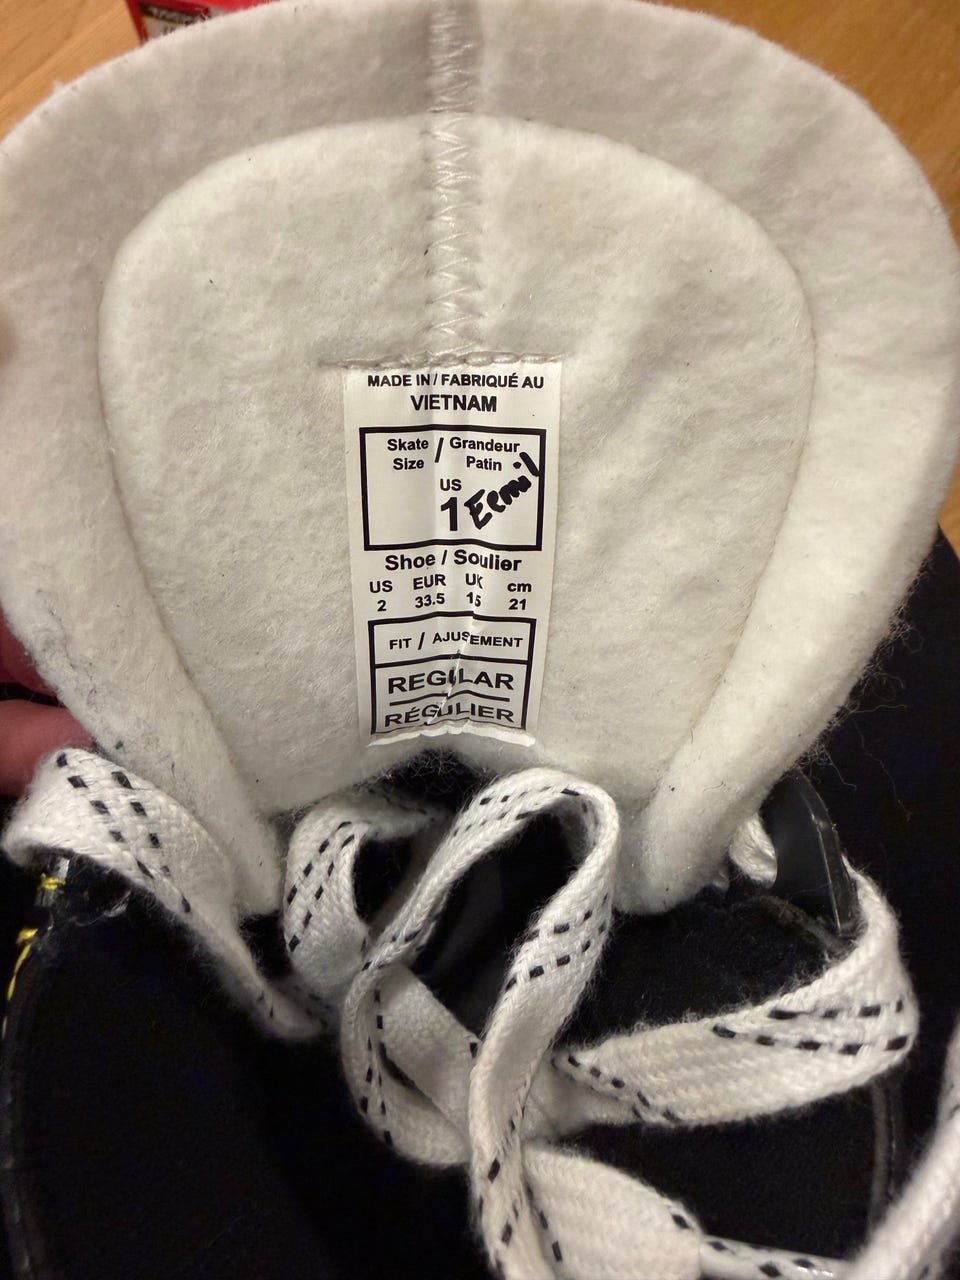 MADE IN / FABRIQUÉ AU
VIETNAM
Skate / Grandeur
Size Patin
US
1 Eemil
Shoe / Soulier
US EUR UK cm
2 33.5 15 21
FIT / AJUSEMENT
REGULAR
RÉGULIER